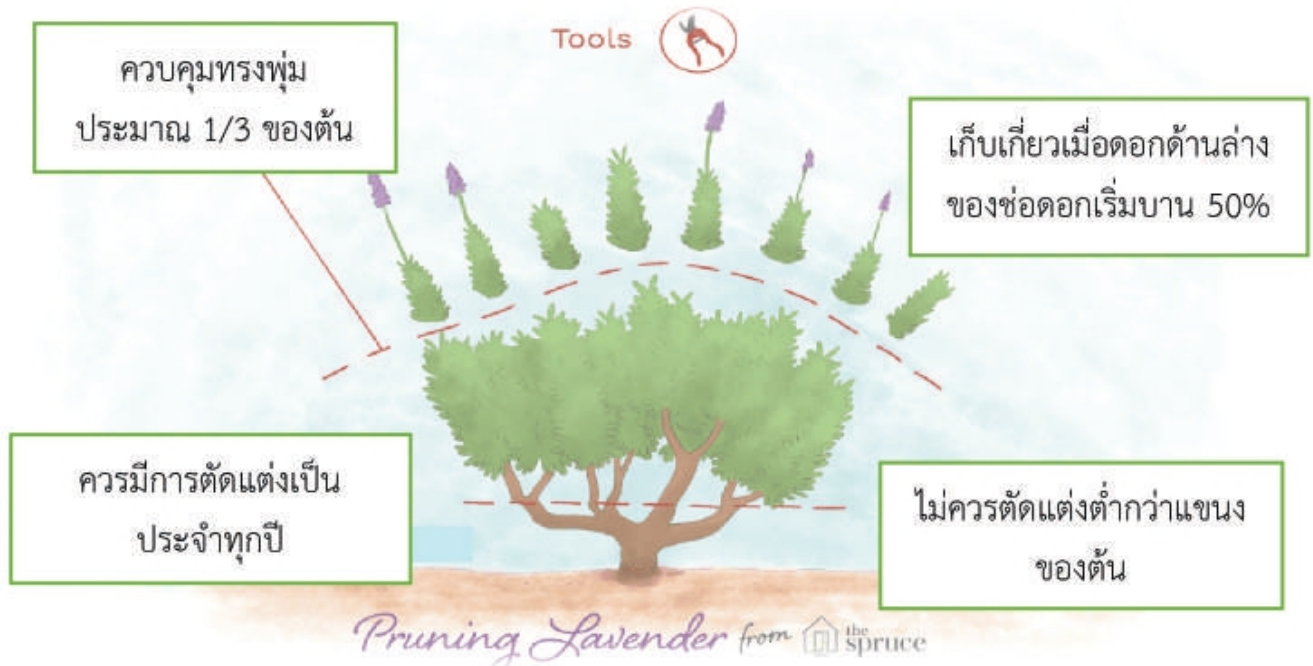 Tools
ควบคุมทรงพุ่ม
ประมาณ 1/3 ของต้น
เก็บเกี่ยวเมื่อดอกด้านล่าง
ของช่อดอกเริ่มบาน 50%
ควรมีการตัดแต่งเป็น
ประจำทุกปี
ไม่ควรตัดแต่งต่ำกว่าแขนง
ของต้น
Pruning Lavender from the spruce